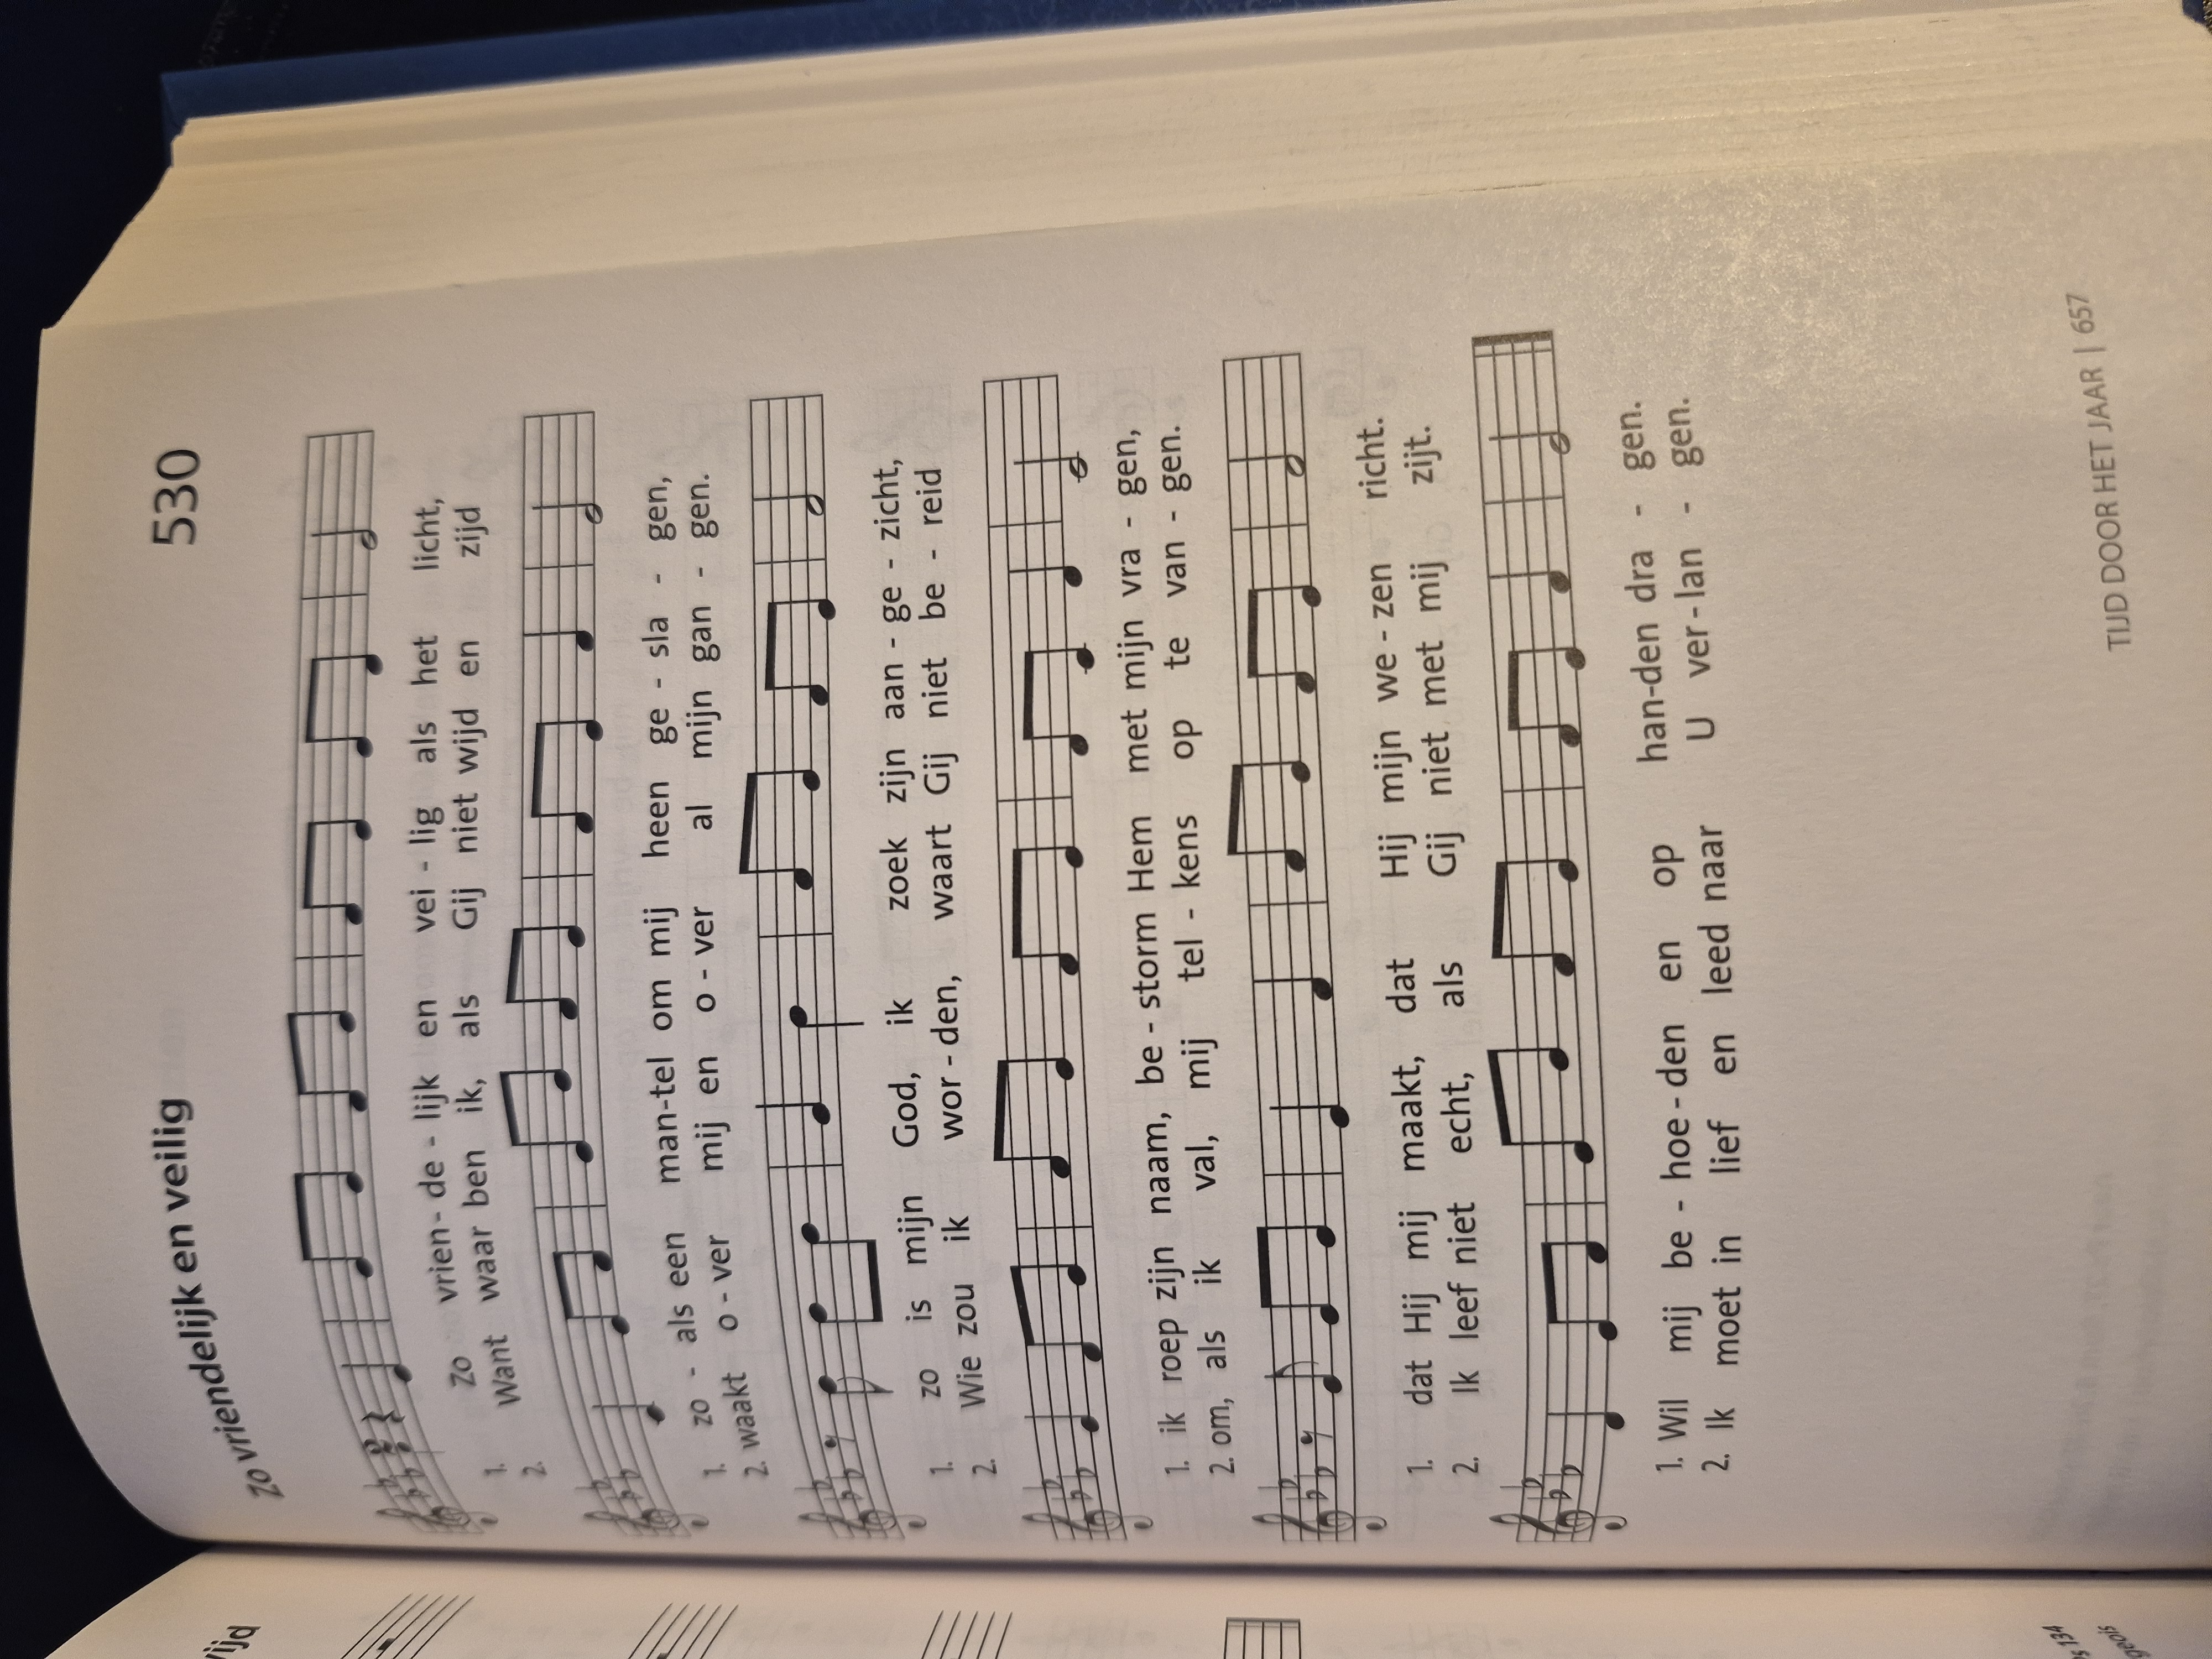 Zo vriendelijk en veilig
530
1. Zo vrien - de - lijk en vei - lig als het licht,
2. Want waar ben ik, als Gij niet wijd en zijd
1. zo - als een man-tel om mij heen ge - sla - gen,
2. waakt o - ver mij en o - ver al mijn gan - gen.
1. zo is mijn God, ik zoek zijn aan - ge - zicht,
2. Wie zou ik wor - den, waart Gij niet be - reid
1. ik roep zijn naam, be - storm Hem met mijn vra - gen,
2. om, als ik val, mij tel - kens op te van - gen.
1. dat Hij mij maakt, dat Hij mijn we - zen richt.
2. Ik leef niet echt, als Gij niet met mij zijt.
1. Wil mij be - hoe - den en op han-den dra - gen.
2. Ik moet in lief en leed naar U ver - lan - gen.
TIJD DOOR HET JAAR | 657
134